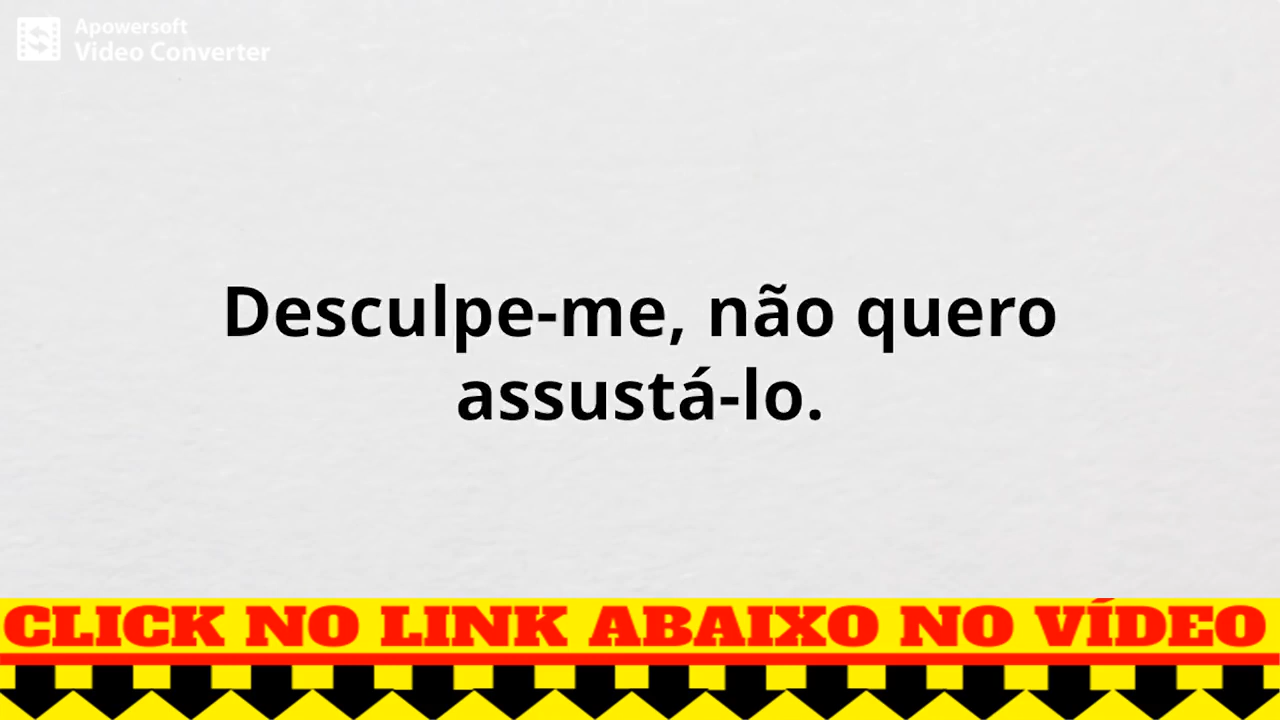 Apowersoft
Video Converter
Desculpe-me, não quero
assustá-lo.
CLICK NO LINK ABAIXO NO VÍDEO